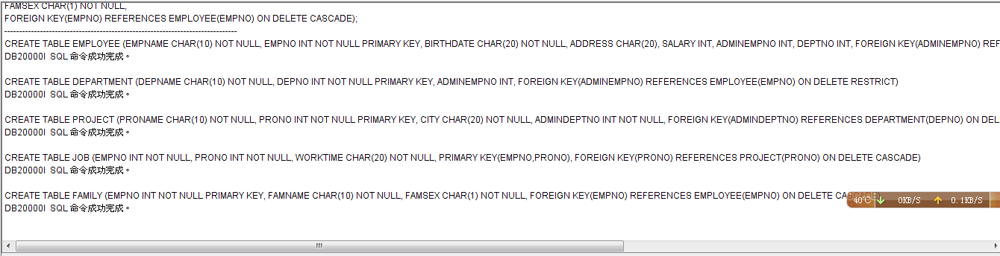 FAMSEX CHAR(1) NOT NULL,
FOREIGN KEY(EMPNO) REFERENCES EMPLOYEE(EMPNO) ON DELETE CASCADE);
------------------------------------------------------------------------------
CREATE TABLE EMPLOYEE (EMPNAME CHAR(10) NOT NULL, EMPNO INT NOT NULL PRIMARY KEY, BIRTHDATE CHAR(20) NOT NULL, ADDRESS CHAR(20), SALARY INT, ADMINEMPNO INT, DEPTNO INT, FOREIGN KEY(ADMINEMPNO) REF
DB20000I SQL 命令成功完成。
CREATE TABLE DEPARTMENT (DEPNAME CHAR(10) NOT NULL, DEPNO INT NOT NULL PRIMARY KEY, ADMINEMPNO INT, FOREIGN KEY(ADMINEMPNO) REFERENCES EMPLOYEE(EMPNO) ON DELETE RESTRICT)
DB20000I SQL 命令成功完成。
CREATE TABLE PROJECT (PRONAME CHAR(10) NOT NULL, PRONO INT NOT NULL PRIMARY KEY, CITY CHAR(20) NOT NULL, ADMINDEPTNO INT NOT NULL, FOREIGN KEY(ADMINDEPTNO) REFERENCES DEPARTMENT(DEPNO) ON DEL
DB20000I SQL 命令成功完成。
CREATE TABLE JOB (EMPNO INT NOT NULL, PRONO INT NOT NULL, WORKTIME CHAR(20) NOT NULL, PRIMARY KEY(EMPNO,PRONO), FOREIGN KEY(PRONO) REFERENCES PROJECT(PRONO) ON DELETE CASCADE)
DB20000I SQL 命令成功完成。
CREATE TABLE FAMILY (EMPNO INT NOT NULL PRIMARY KEY, FAMNAME CHAR(10) NOT NULL, FAMSEX CHAR(1) NOT NULL, FOREIGN KEY(EMPNO) REFERENCES EMPLOYEE(EMPNO) ON DELETE CASCADE)
40℃ 0KB/S 0.1KB/S
DB20000I SQL 命令成功完成。